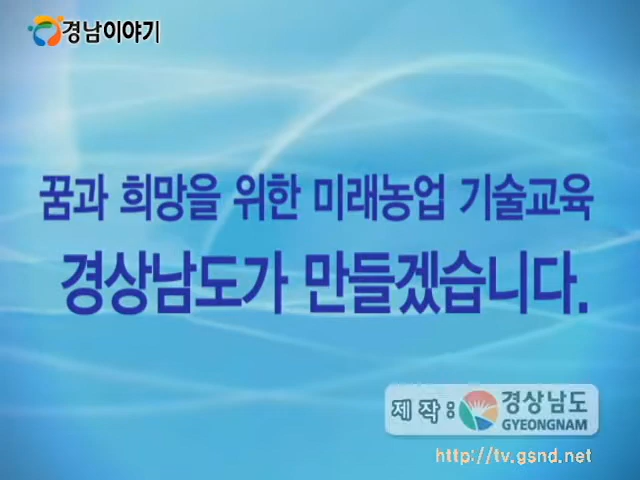 경남이야기
꿈과 희망을 위한 미래농업 기술교육
경상남도가 만들겠습니다.
제작: 경상남도
GYEONGNAM
http://tv.gsnd.net